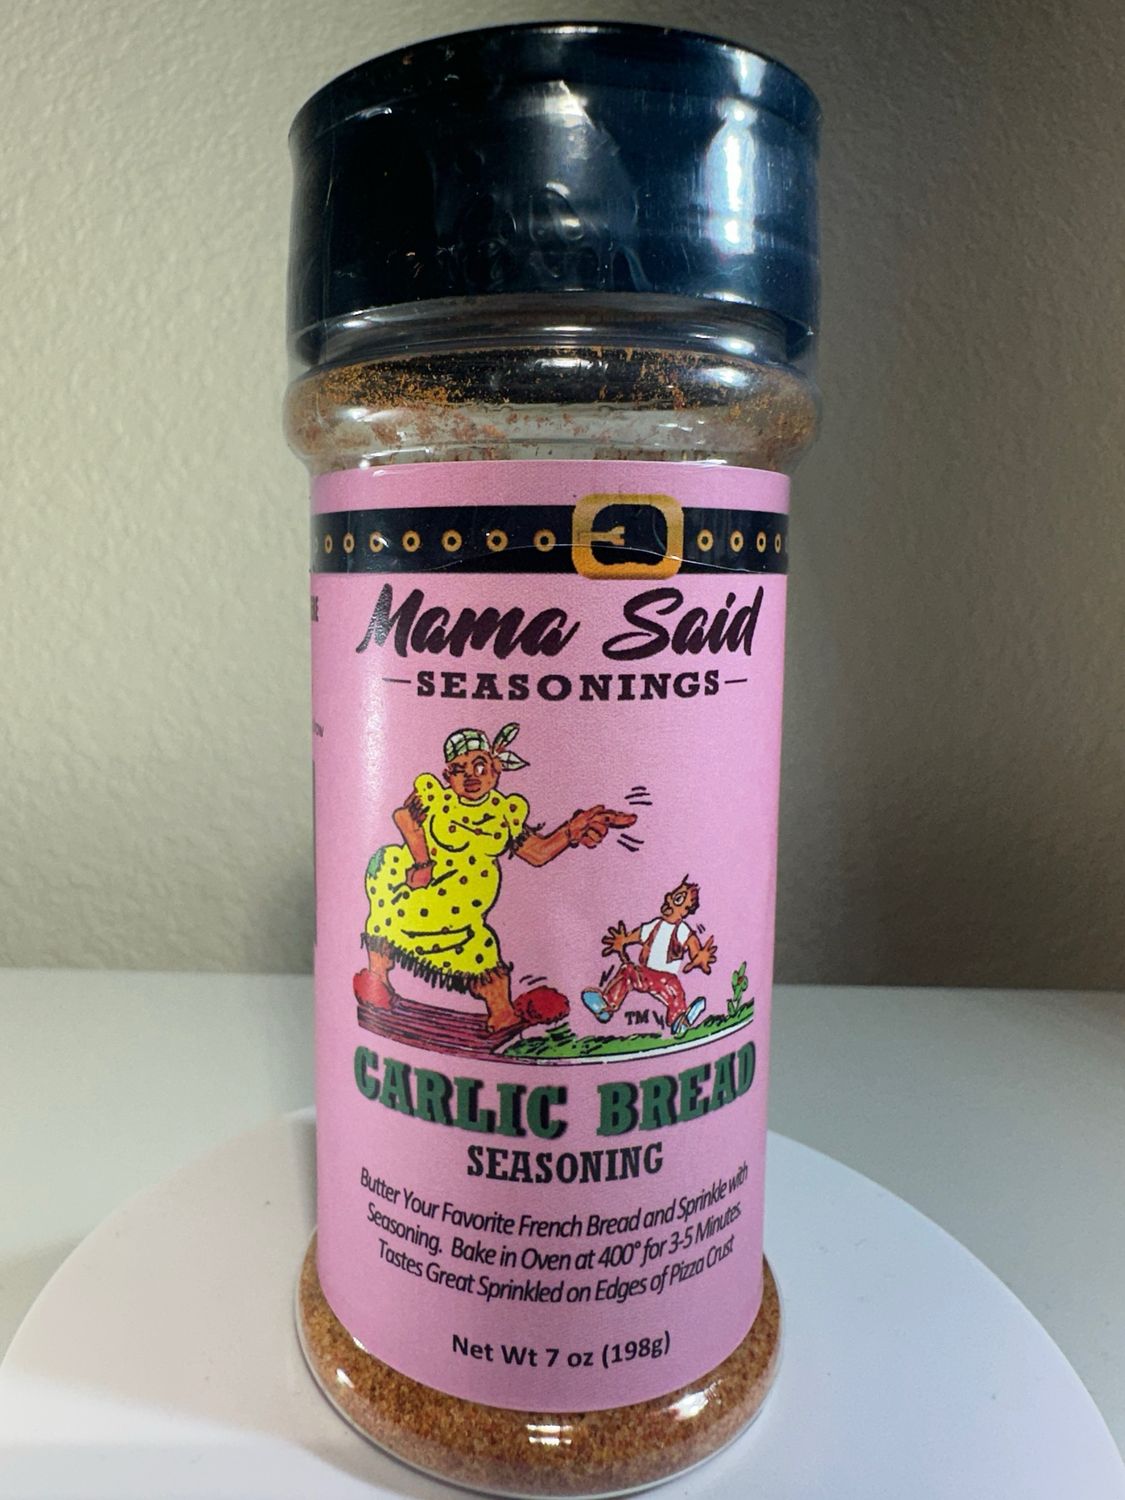 Mama Said
SEASONINGS
TM
GARLIC BREAD
SEASONING
Butter Your Favorite French Bread and Sprinkle with
Seasoning. Bake in Oven at 400° for 3-5 Minutes.
Tastes Great Sprinkled on Edges of Pizza Crust
Net Wt 7 oz (198g)